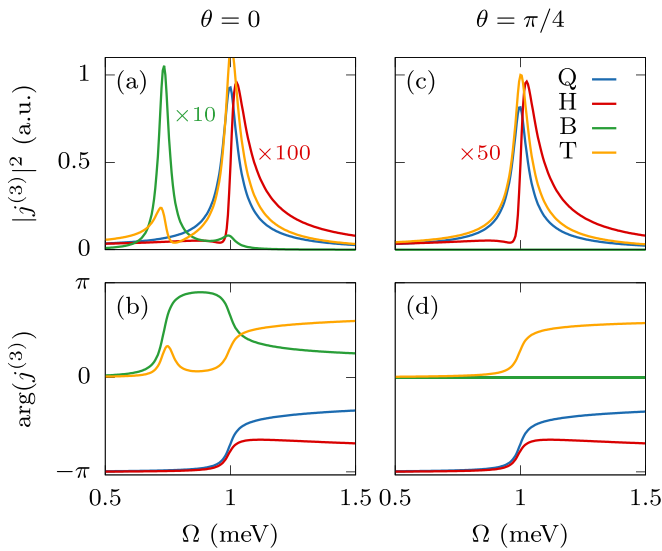 θ = 0
θ = π/4
|j⁽³⁾|² (a.u.)
1
0.5
0
(a)
×10
×100
(c)
×50
Q
H
B
T
arg(j⁽³⁾)
π
0
−π
(b)
(d)
0.5 1 1.5
0.5 1 1.5
Ω (meV)
Ω (meV)